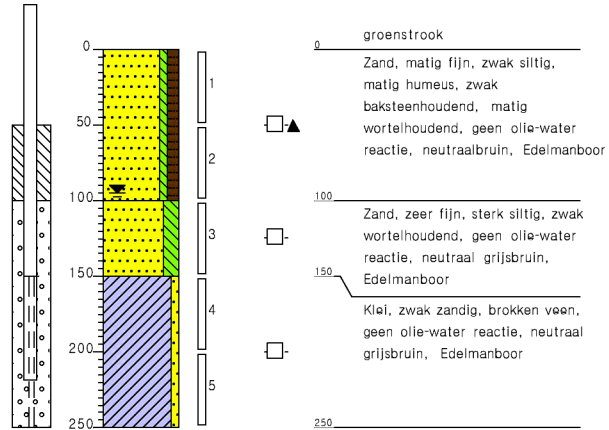 groenstrook
0
0
Zand, matig fijn, zwak siltig,
matig humeus, zwak
baksteenhoudend, matig
wortelhoudend, geen olie-water
reactie, neutraalbruin, Edelmanboor
1
50
2
100
100
Zand, zeer fijn, sterk siltig, zwak
wortelhoudend, geen olie-water
reactie, neutraal grijsbruin,
Edelmanboor
3
150
150
Klei, zwak zandig, brokken veen,
geen olie-water reactie, neutraal
grijsbruin, Edelmanboor
4
200
5
250
250